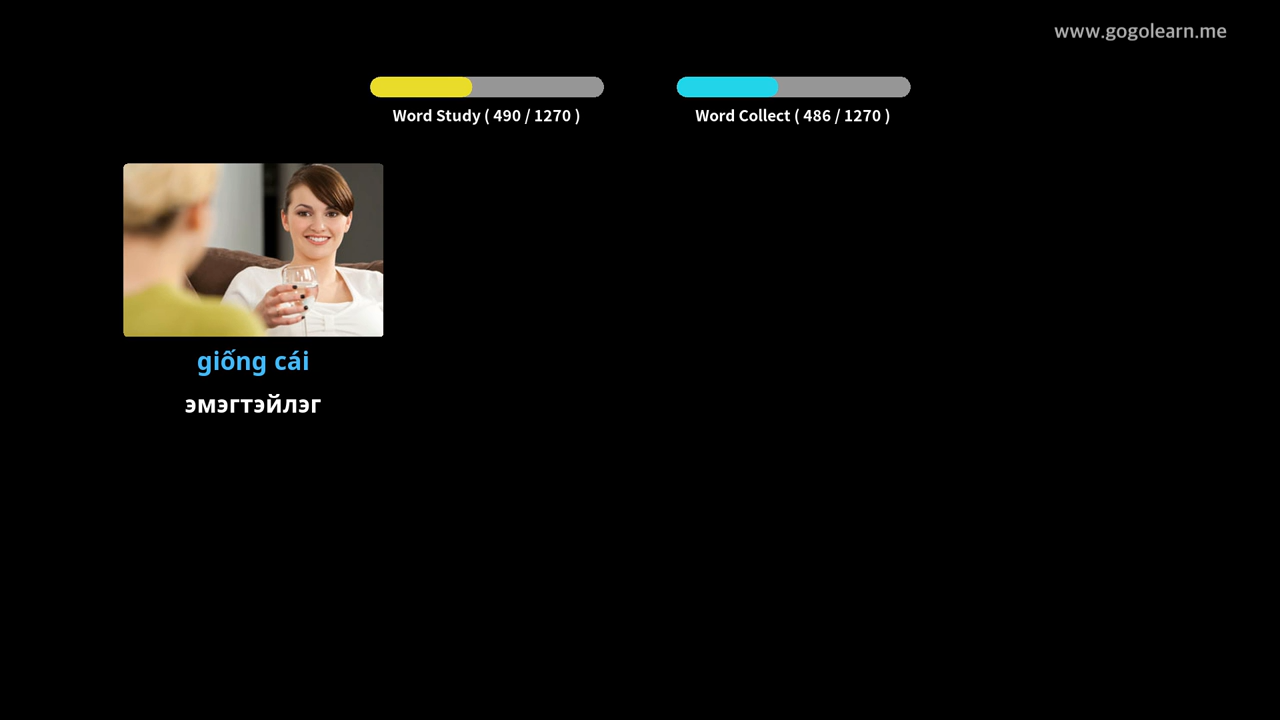 www.gogolearn.me
Word Study ( 490 / 1270 )
Word Collect ( 486 / 1270 )
giống cái
эмэгтэйлэг